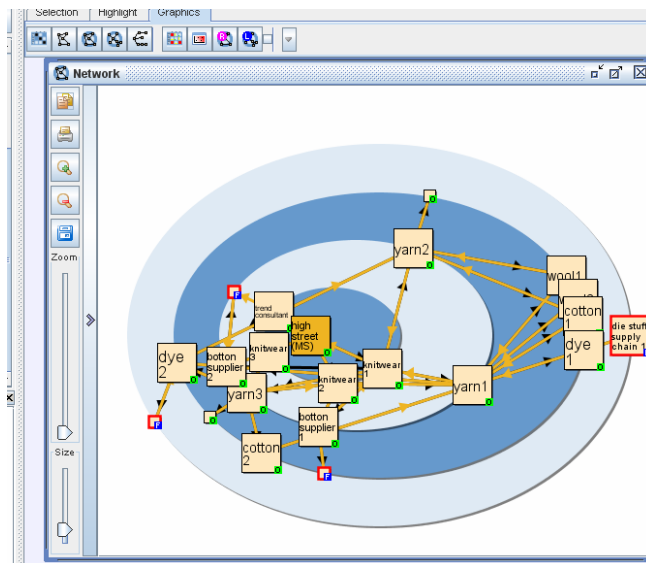 Selection
Highlight
Graphics
Network
Zoom
Size
yarn2
wool1
cotton
1
die stuff
supply
chain 1
dye
1
trend
consultant
high
street
(MS)
knitwear
3
dye
2
botton
supplier
2
knitwear
1
knitwear
2
yarn1
yarn3
botton
supplier
1
cotton
2